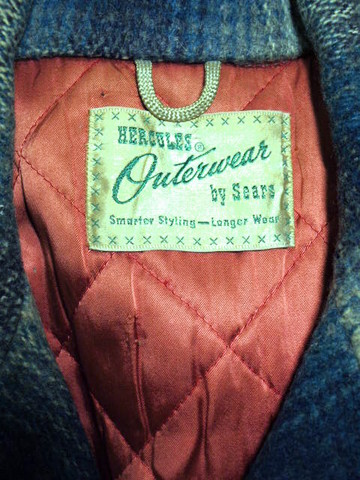 HERCULES ®
Outerwear
by Sears
Smarter Styling—Longer Wear